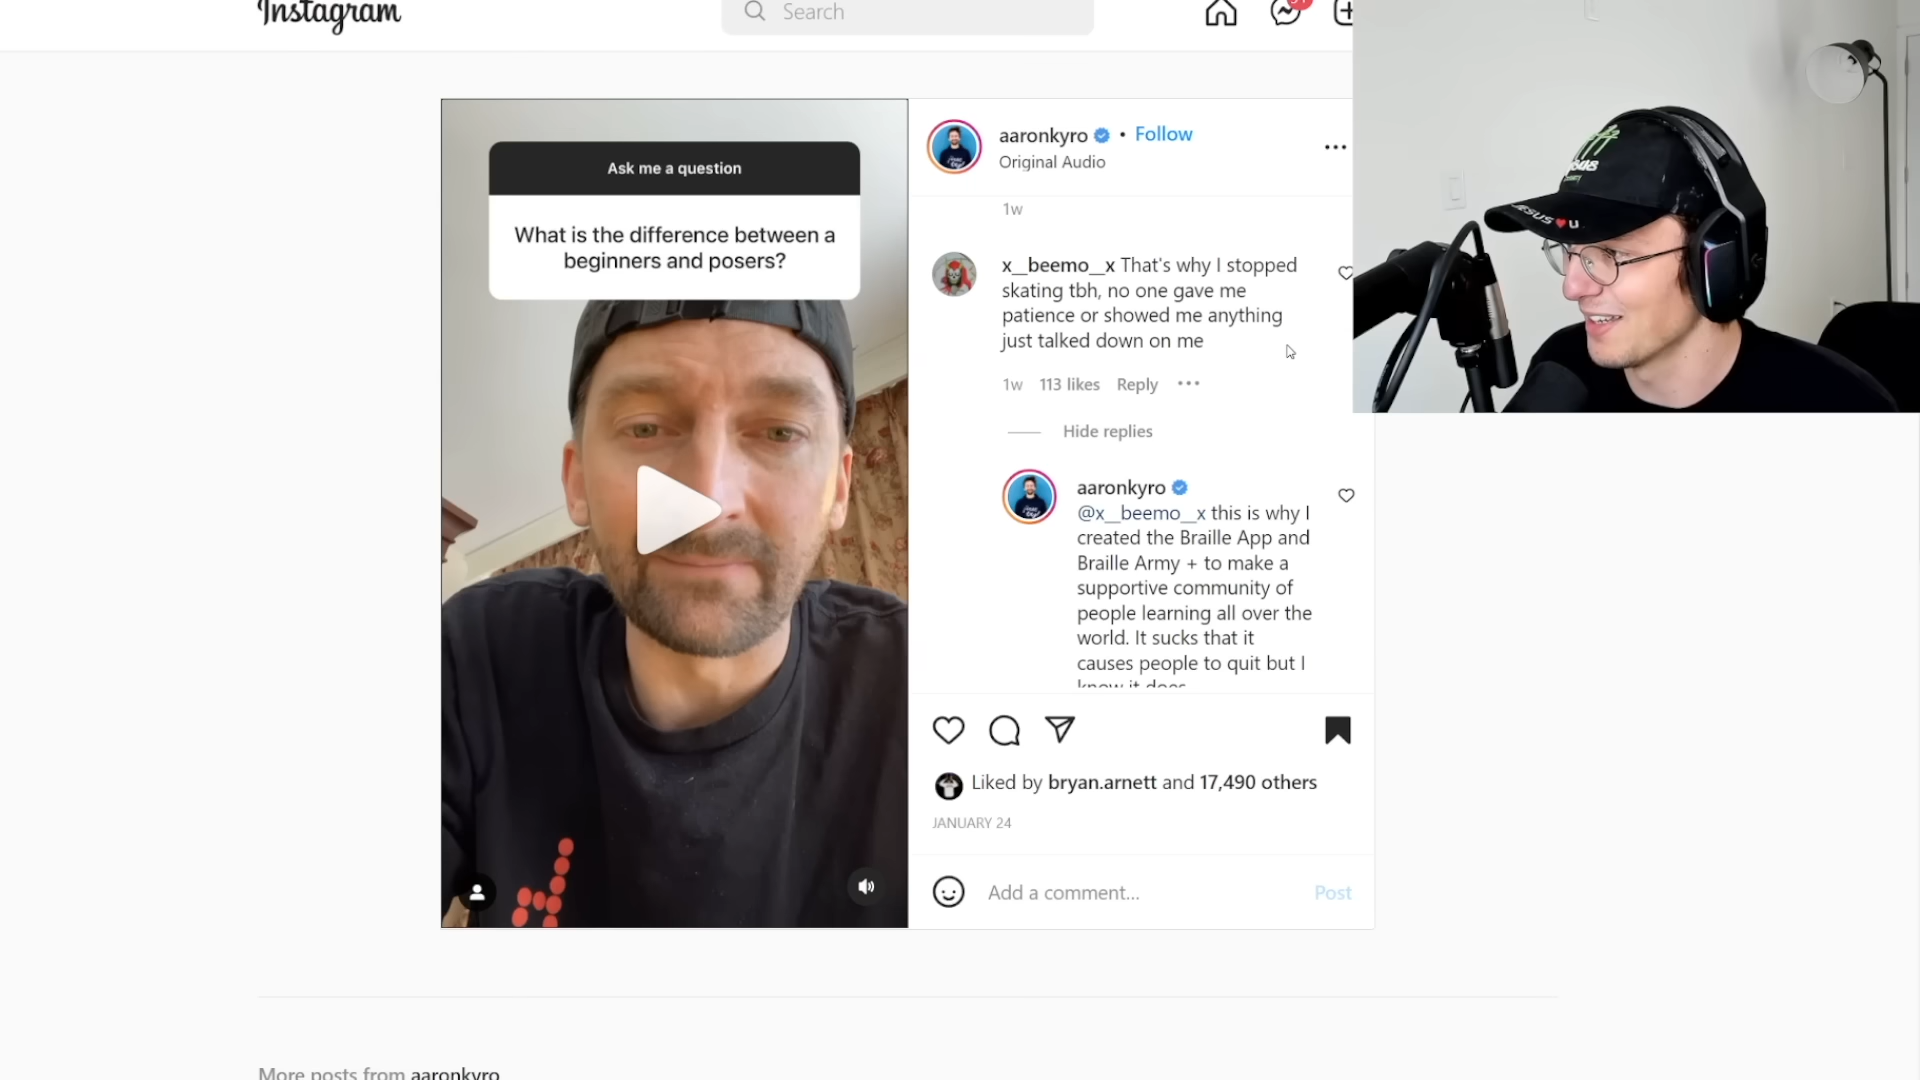 Instagram
Search
Ask me a question
What is the difference between a
beginners and posers?
aaronkyro • Follow
Original Audio
1w
x__beemo__x That's why I stopped
skating tbh, no one gave me
patience or showed me anything
just talked down on me
1w 113 likes Reply
Hide replies
aaronkyro
@x__beemo__x this is why I
created the Braille App and
Braille Army + to make a
supportive community of
people learning all over the
world. It sucks that it
causes people to quit but I
know it does
Liked by bryan.arnett and 17,490 others
JANUARY 24
Add a comment...
Post
More posts from aaronkyro
JESUS ♥ u